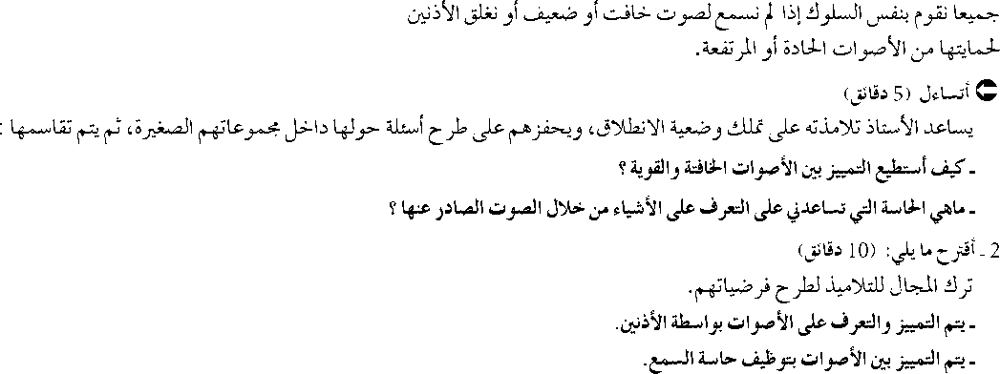 جميعا نقوم بنفس السلوك إذا لم نسمع لصوت خافت أو ضعيف أو نغلق الأذنين
لحمايتها من الأصوات الحادة أو المرتفعة.
أتساءل (5 دقائق)
يساعد الأستاذ تلامذته على تملك وضعية الانطلاق، ويحفزهم على طرح أسئلة حولها داخل مجموعاتهم الصغيرة، ثم يتم تقاسمها :
ـ كيف أستطيع التمييز بين الأصوات الخافتة والقوية ؟
ـ ماهي الحاسة التي تساعدني على التعرف على الأشياء من خلال الصوت الصادر عنها ؟
2 ـ أقترح ما يلي: (10 دقائق)
ترك المجال للتلاميذ لطرح فرضياتهم.
ـ يتم التمييز والتعرف على الأصوات بواسطة الأذنين.
ـ يتم التمييز بين الأصوات بتوظيف حاسة السمع.